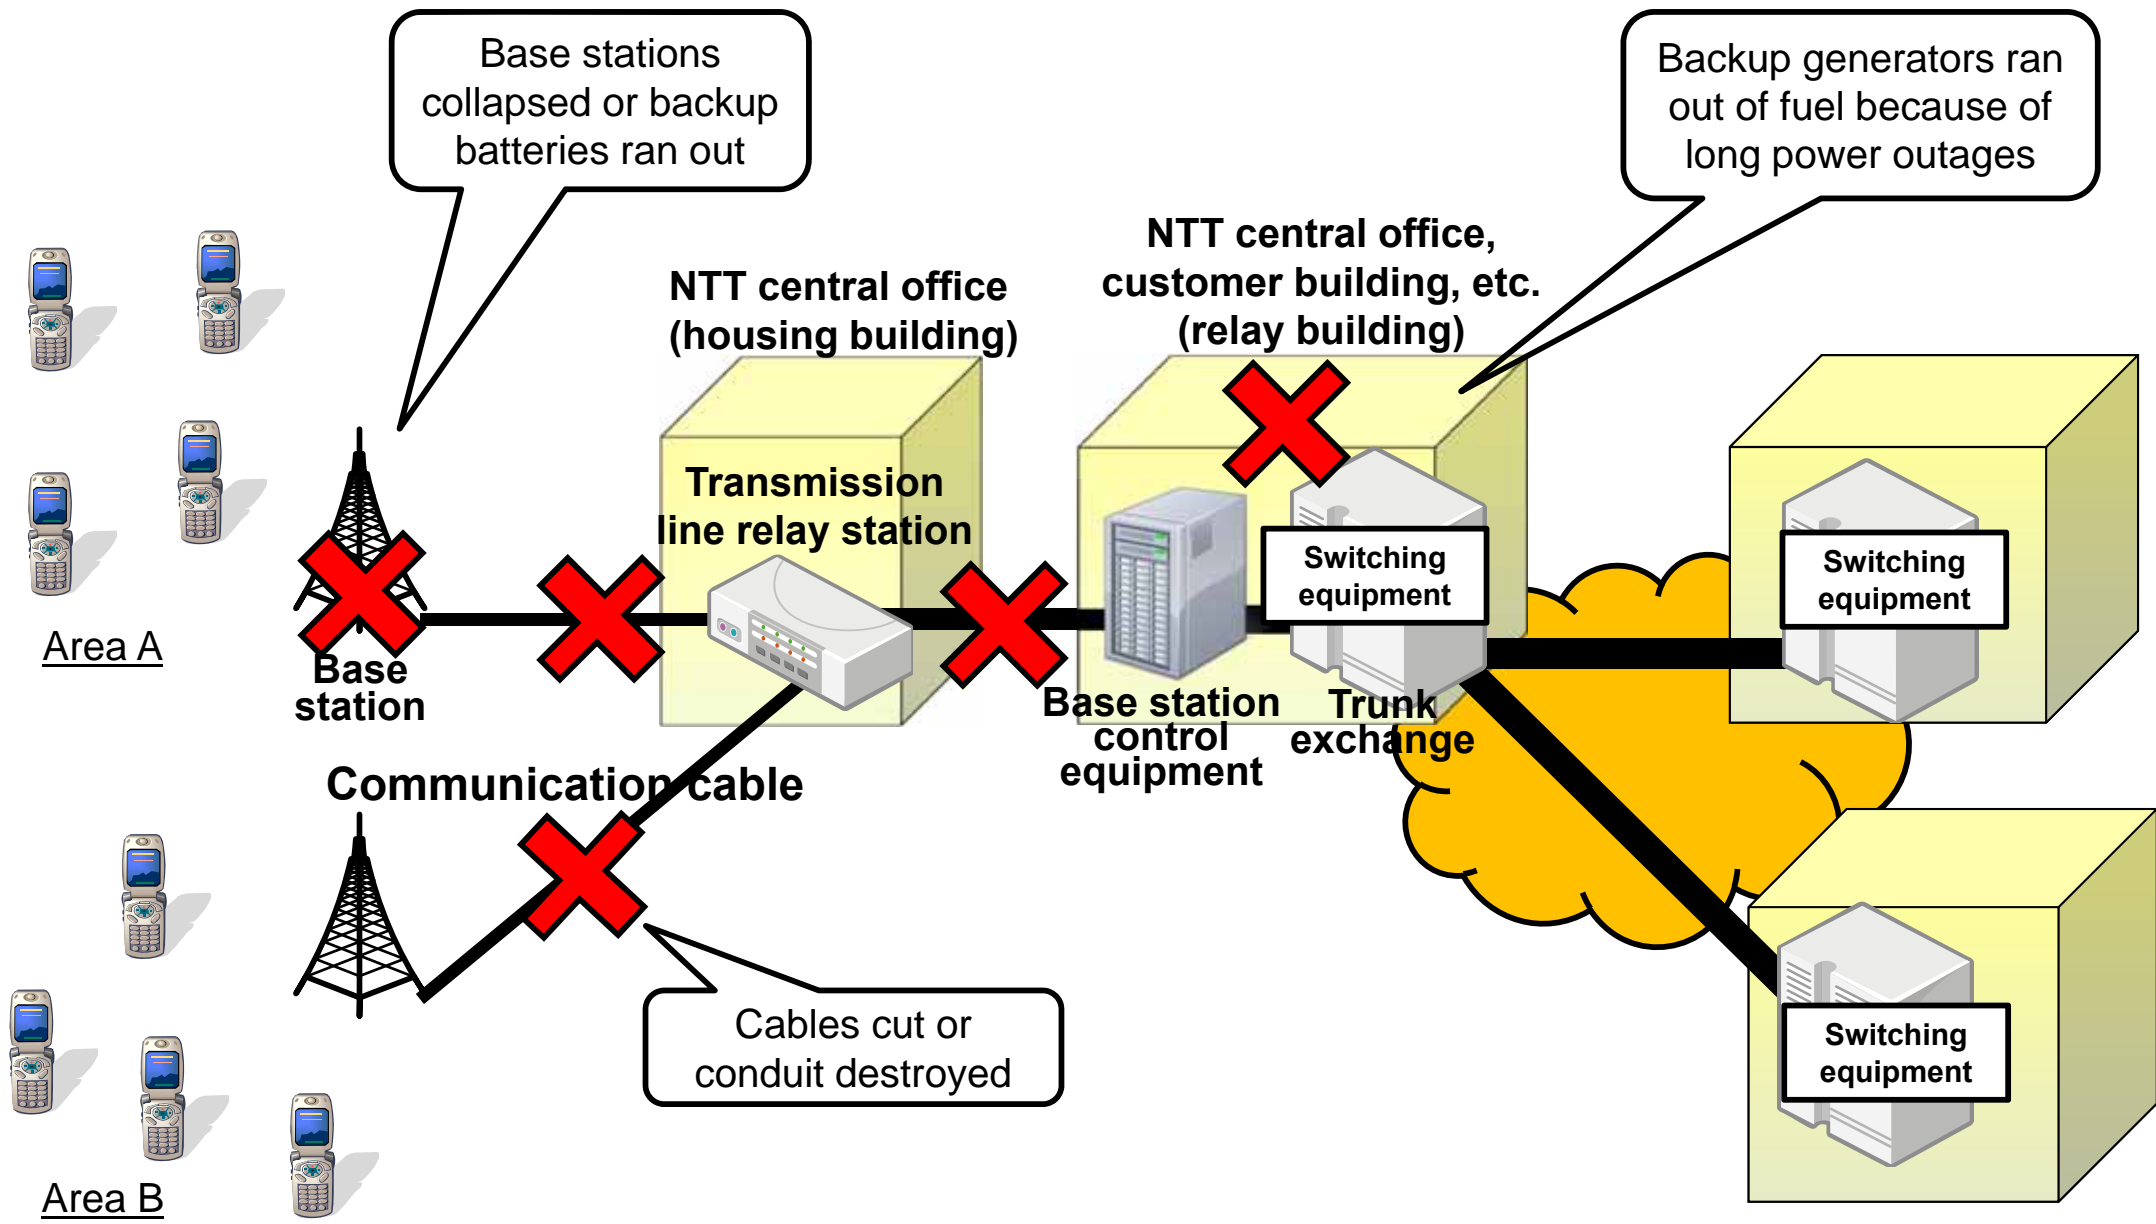 Base stations
collapsed or backup
batteries ran out
Backup generators ran
out of fuel because of
long power outages
NTT central office,
customer building, etc.
(relay building)
NTT central office
(housing building)
Transmission
line relay station
Switching
equipment
Switching
equipment
Area A
Base
station
Base station
control
equipment
Trunk
exchange
Communication cable
Cables cut or
conduit destroyed
Switching
equipment
Area B